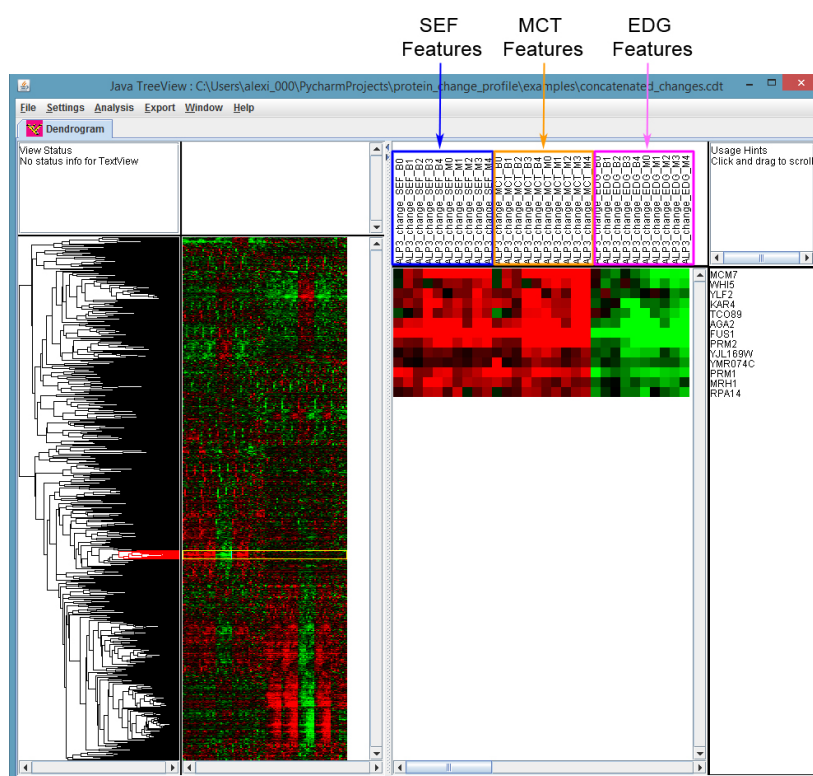 SEF
Features
MCT
Features
EDG
Features
Java TreeView : C:\Users\alexi_000\PycharmProjects\protein_change_profile\examples\concatenated_changes.cdt
File Settings Analysis Export Window Help
Dendrogram
View Status
No status info for TextView
ALP3_change_SEF_B0
ALP3_change_SEF_B1
ALP3_change_SEF_B2
ALP3_change_SEF_B3
ALP3_change_SEF_B4
ALP3_change_SEF_M0
ALP3_change_SEF_M1
ALP3_change_SEF_M2
ALP3_change_SEF_M3
ALP3_change_SEF_M4
ALP3_change_MCT_B0
ALP3_change_MCT_B1
ALP3_change_MCT_B2
ALP3_change_MCT_B3
ALP3_change_MCT_B4
ALP3_change_MCT_M0
ALP3_change_MCT_M1
ALP3_change_MCT_M2
ALP3_change_MCT_M3
ALP3_change_MCT_M4
ALP3_change_EDG_B0
ALP3_change_EDG_B1
ALP3_change_EDG_B2
ALP3_change_EDG_B3
ALP3_change_EDG_B4
ALP3_change_EDG_M0
ALP3_change_EDG_M1
ALP3_change_EDG_M2
ALP3_change_EDG_M3
ALP3_change_EDG_M4
Usage Hints
Click and drag to scroll
MCM7
WHI5
YLF2
KAR4
TCO89
AGA2
FUS1
PRM2
YJL169W
YMR074C
PRM1
MRH1
RPA14